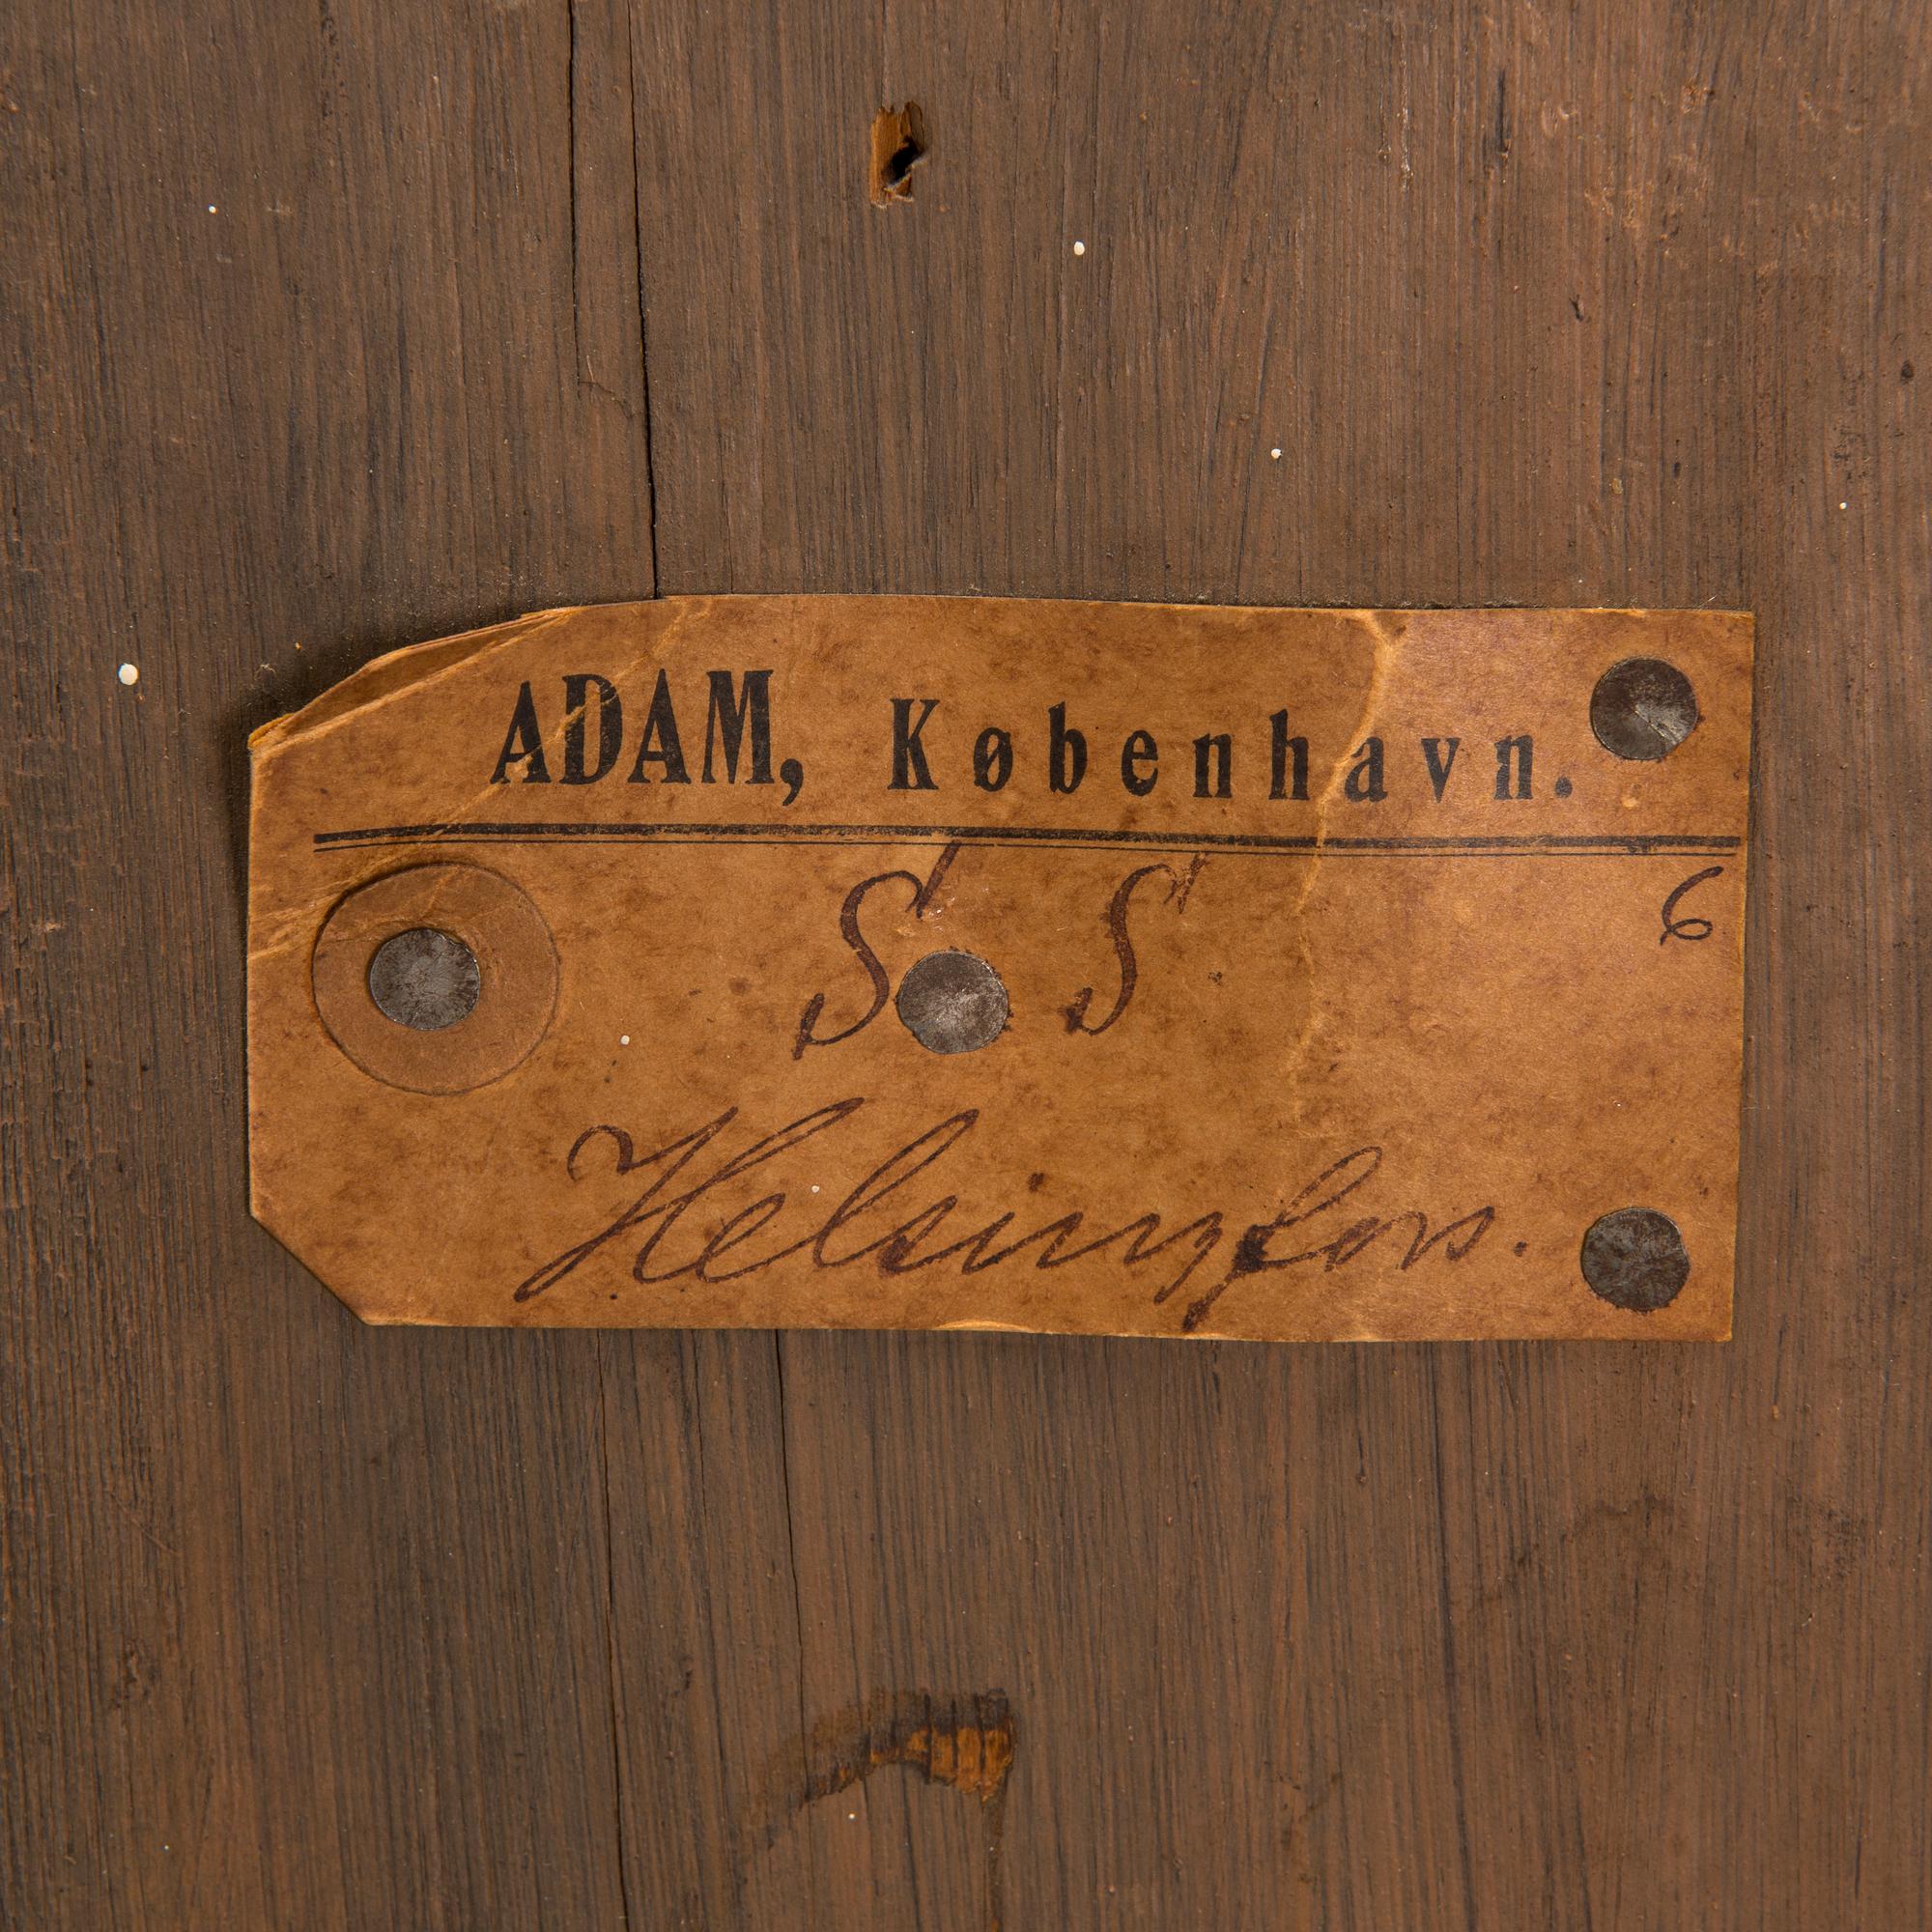 ADAM, København.
S S 6
Helsingfors.